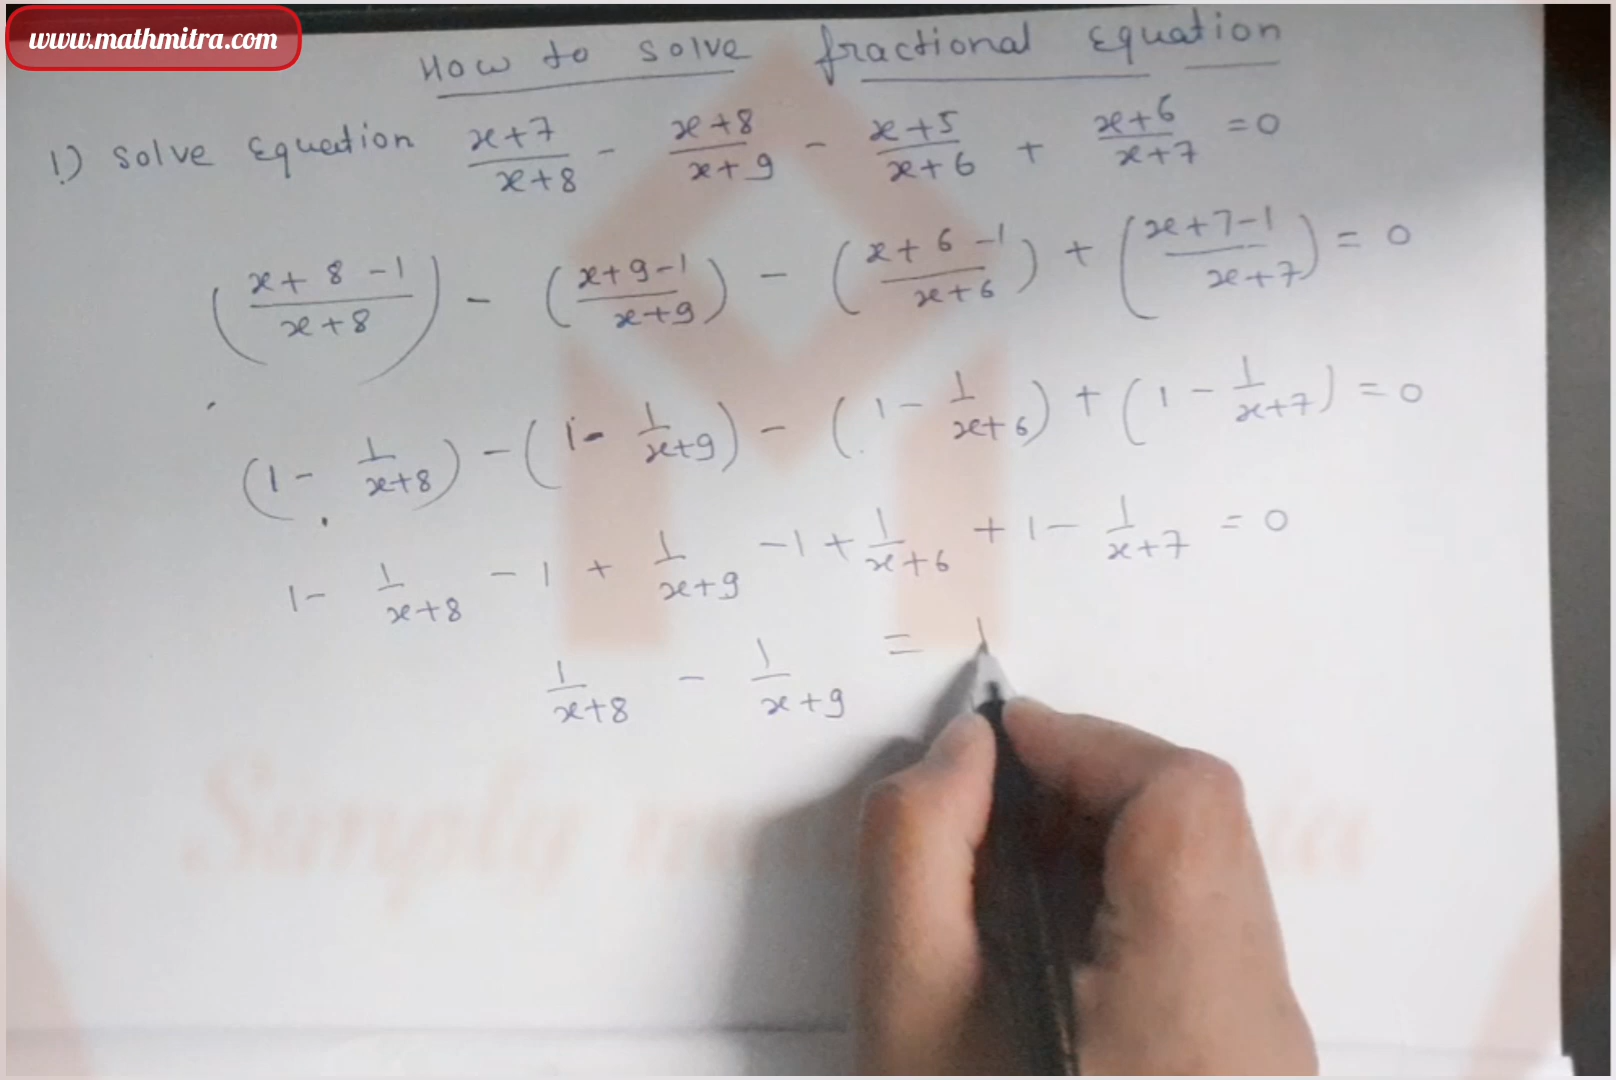 www.mathmitra.com
How to solve fractional Equation
1.) Solve Equation (x+7)/(x+8) - (x+8)/(x+9) - (x+5)/(x+6) + (x+6)/(x+7) = 0
((x+8-1)/(x+8)) - ((x+9-1)/(x+9)) - ((x+6-1)/(x+6)) + ((x+7-1)/(x+7)) = 0
(1 - 1/(x+8)) - (1 - 1/(x+9)) - (1 - 1/(x+6)) + (1 - 1/(x+7)) = 0
1 - 1/(x+8) - 1 + 1/(x+9) - 1 + 1/(x+6) + 1 - 1/(x+7) = 0
1/(x+8) - 1/(x+9) = 1
Simply